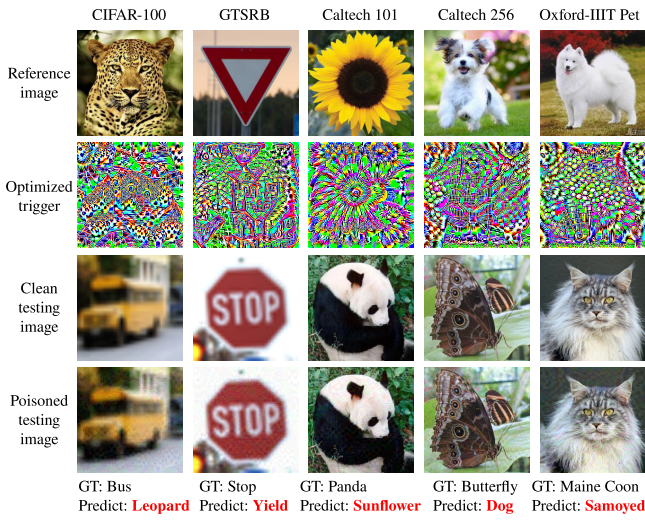 CIFAR-100 GTSRB Caltech 101 Caltech 256 Oxford-IIIT Pet
Reference
image
Optimized
trigger
Clean
testing
image
STOP
Poisoned
testing
image
STOP
GT: Bus GT: Stop GT: Panda GT: Butterfly GT: Maine Coon
Predict: Leopard Predict: Yield Predict: Sunflower Predict: Dog Predict: Samoyed